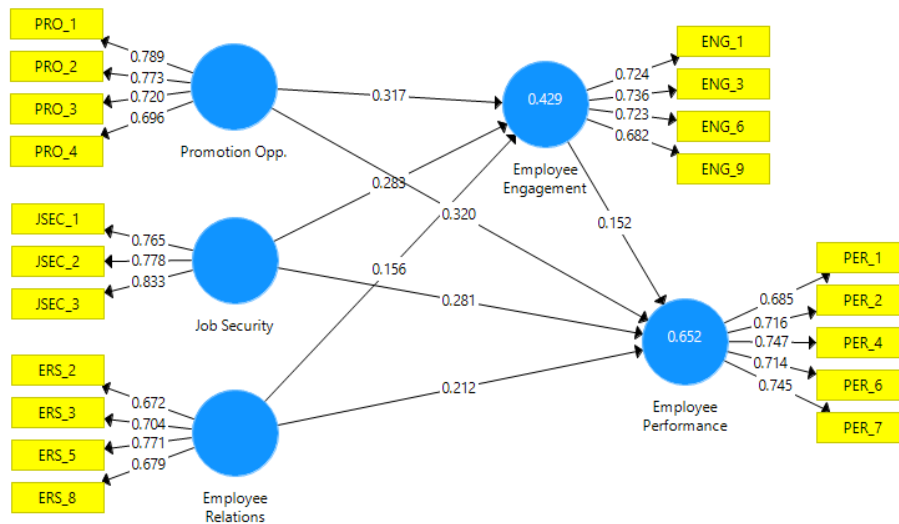 PRO_1
0.789
PRO_2
0.773
PRO_3
0.720
PRO_4
0.696
Promotion Opp.
0.317
0.429
Employee
Engagement
ENG_1
0.724
ENG_3
0.736
ENG_6
0.723
ENG_9
0.682
JSEC_1
0.765
JSEC_2
0.778
JSEC_3
0.833
Job Security
0.283
0.320
0.152
0.156
0.281
0.212
ERS_2
0.672
ERS_3
0.704
ERS_5
0.771
ERS_8
0.679
Employee
Relations
0.652
Employee
Performance
PER_1
0.685
PER_2
0.716
PER_4
0.747
PER_6
0.714
PER_7
0.745